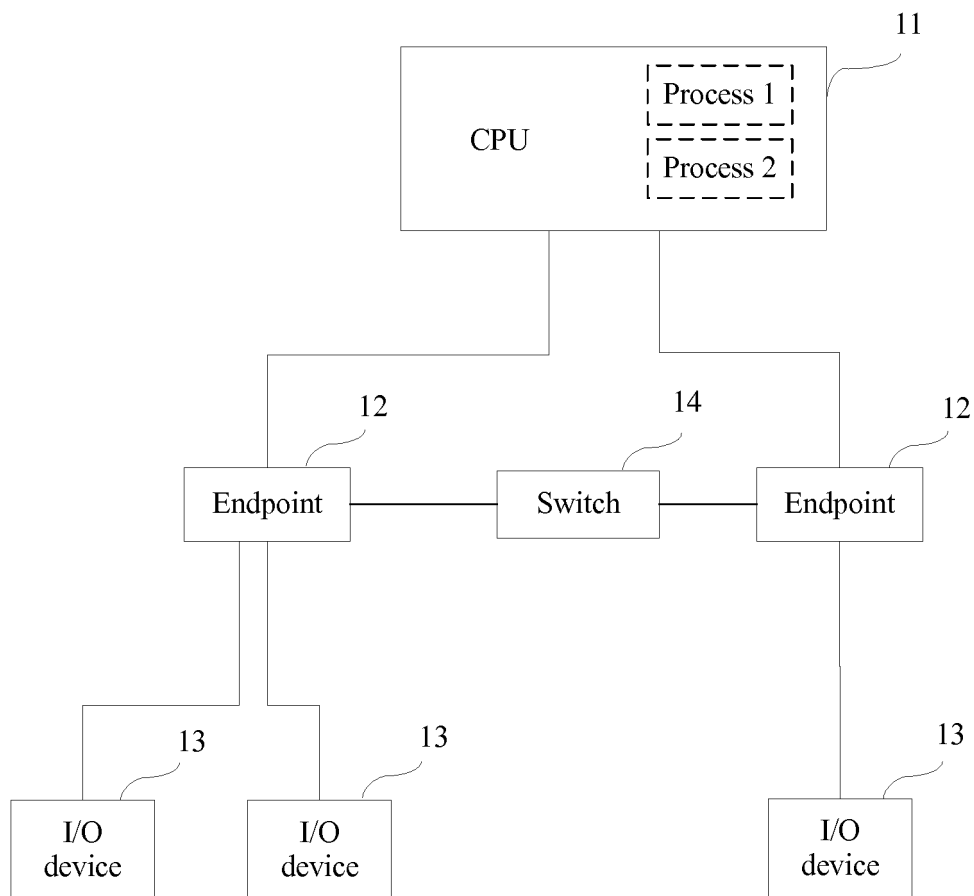 11
Process 1
CPU
Process 2
12
14
12
Endpoint
Switch
Endpoint
13
13
13
I/O
device
I/O
device
I/O
device